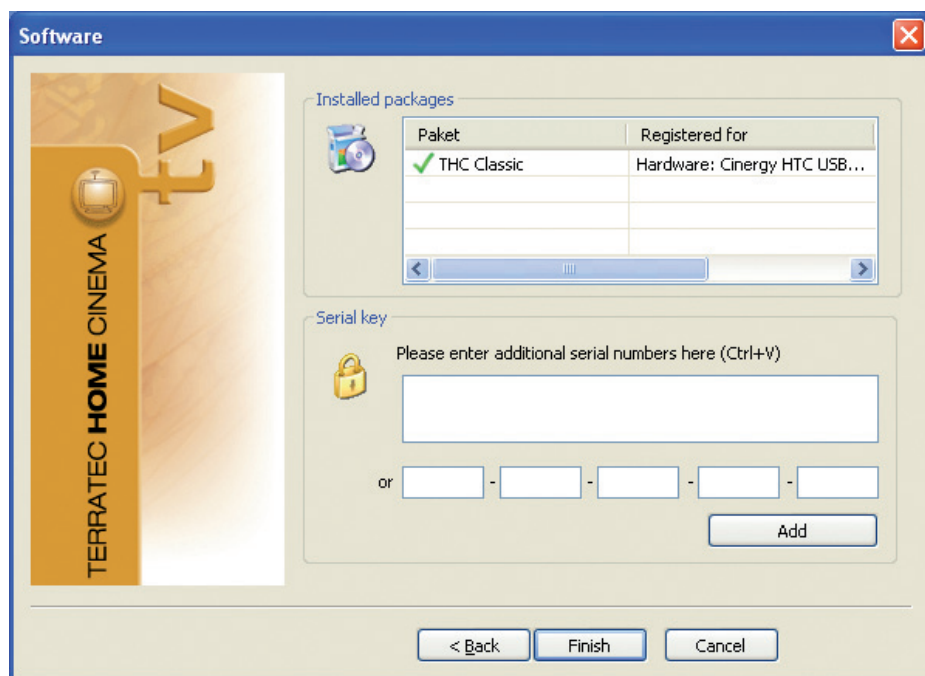 Software
tv
TERRATEC HOME CINEMA
Installed packages
Paket Registered for
THC Classic Hardware: Cinergy HTC USB...
Serial key
Please enter additional serial numbers here (Ctrl+V)
or - - - -
Add
< Back Finish Cancel